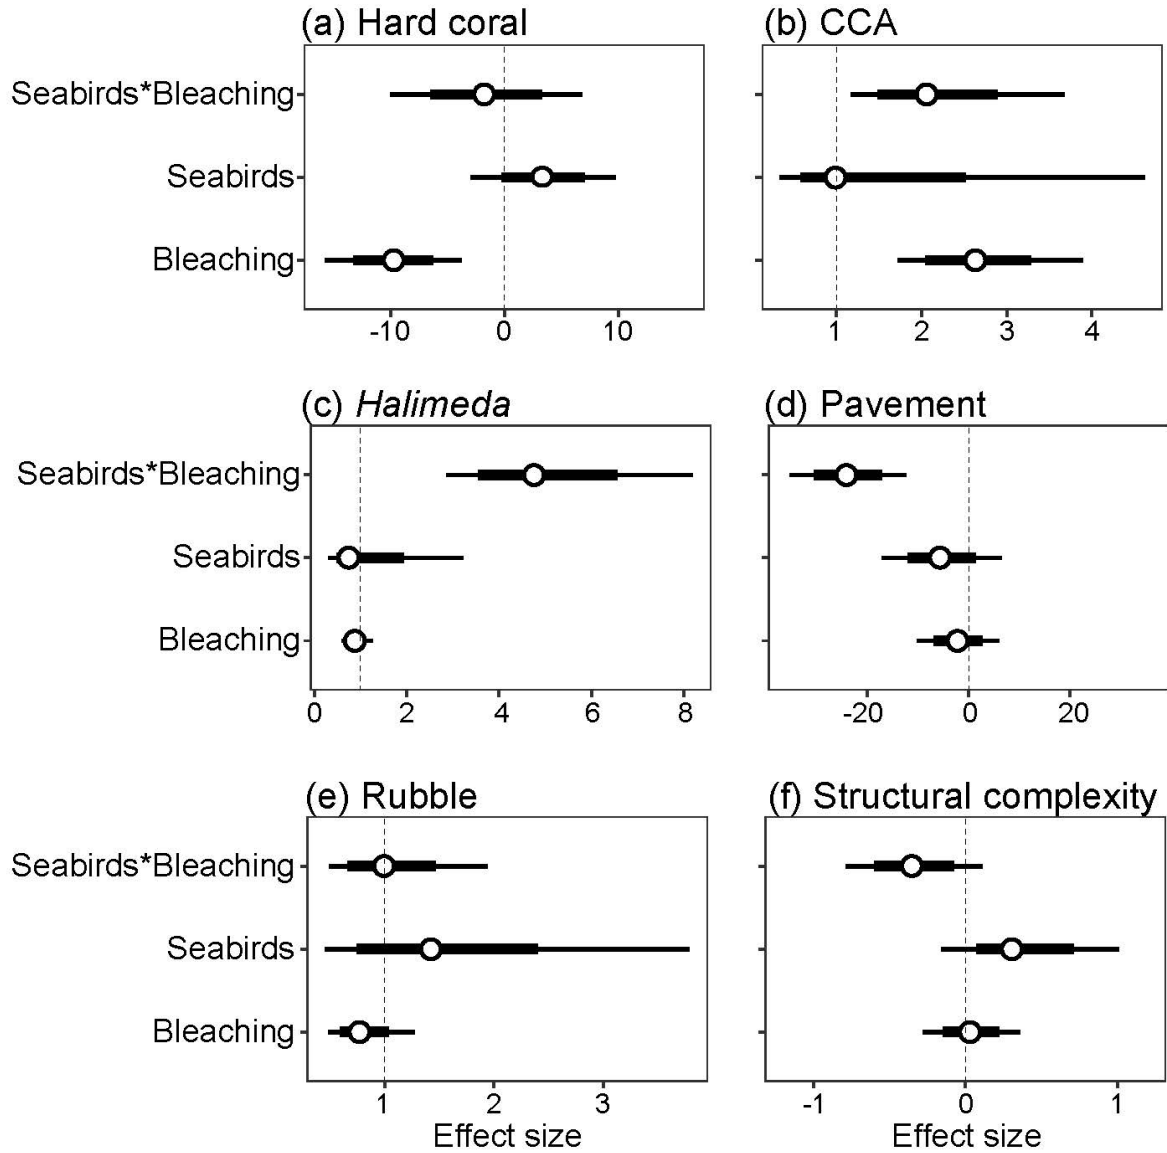 (a) Hard coral
(b) CCA
Seabirds*Bleaching
Seabirds
Bleaching
-10 0 10
1 2 3 4
(c) Halimeda
(d) Pavement
Seabirds*Bleaching
Seabirds
Bleaching
0 2 4 6 8
-20 0 20
(e) Rubble
(f) Structural complexity
Seabirds*Bleaching
Seabirds
Bleaching
1 2 3
-1 0 1
Effect size
Effect size